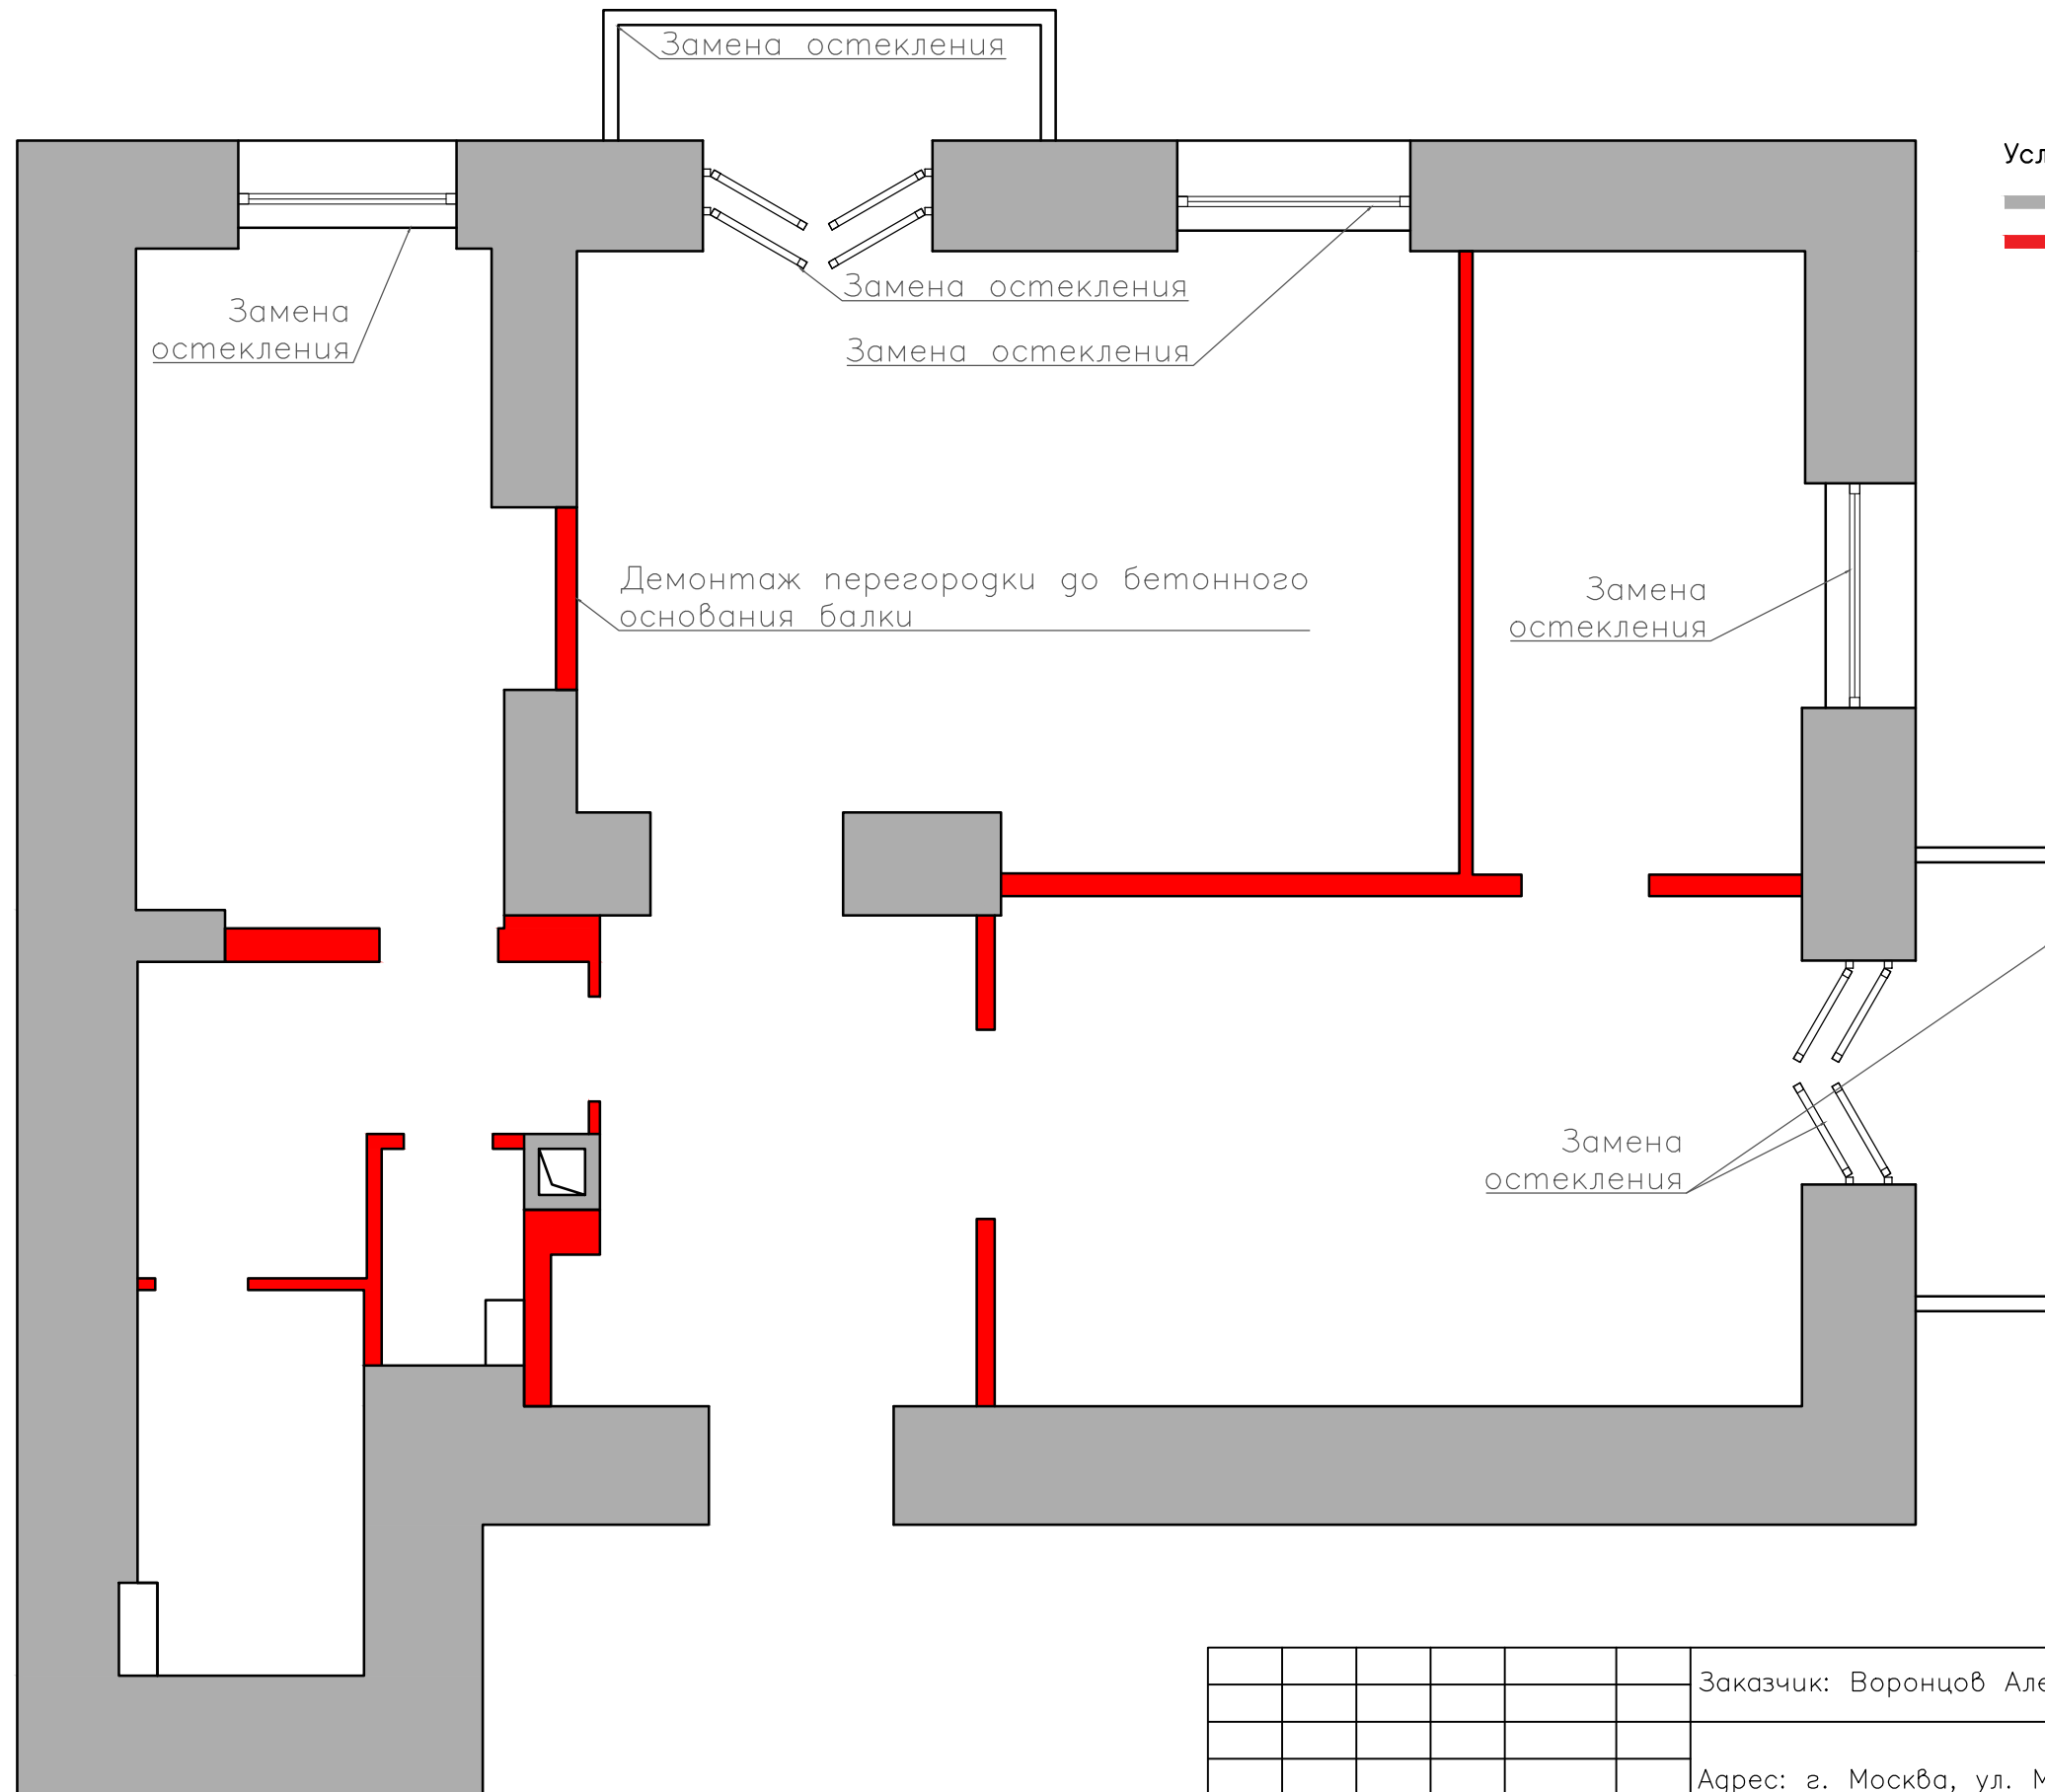 Замена остекления
Замена остекления
Замена
остекления
Замена остекления
Демонтаж перегородки до бетонного
основания балки
Замена
остекления
Замена
остекления
Заказчик: Воронцов
Адрес: г. Москва, ул.